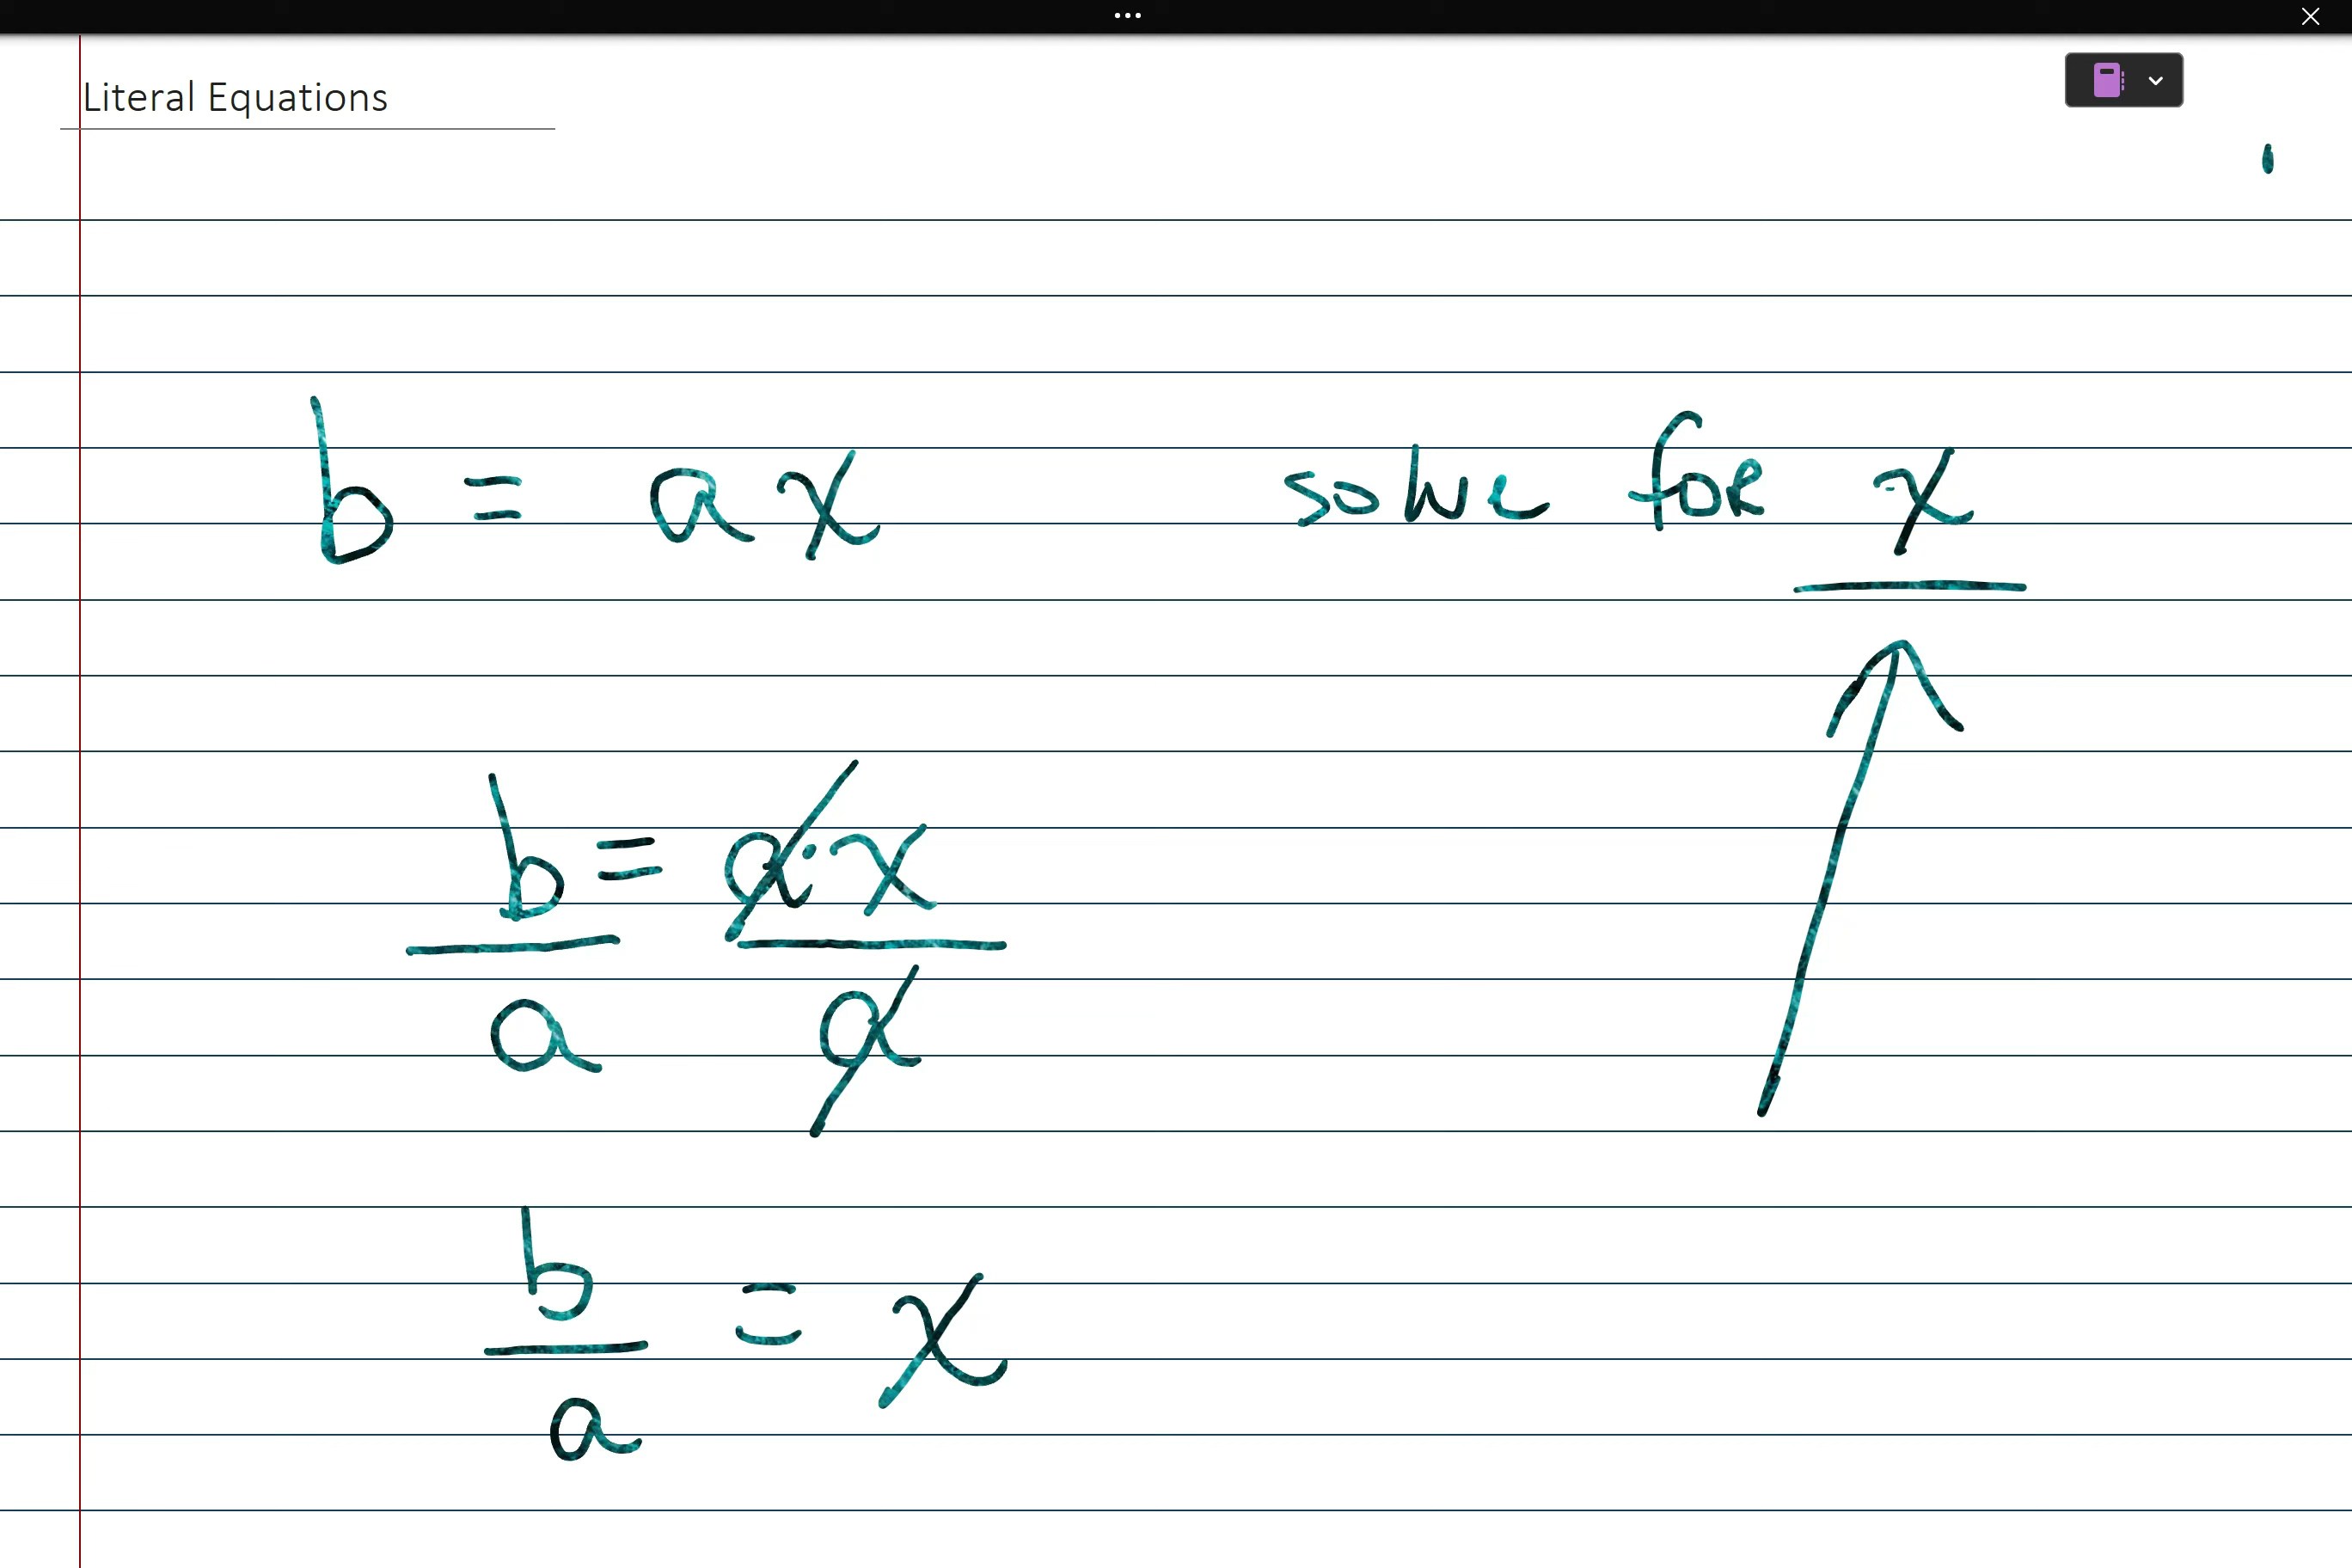 Literal Equations
b = ax solve for x
b = a·x
a a
b = x
a